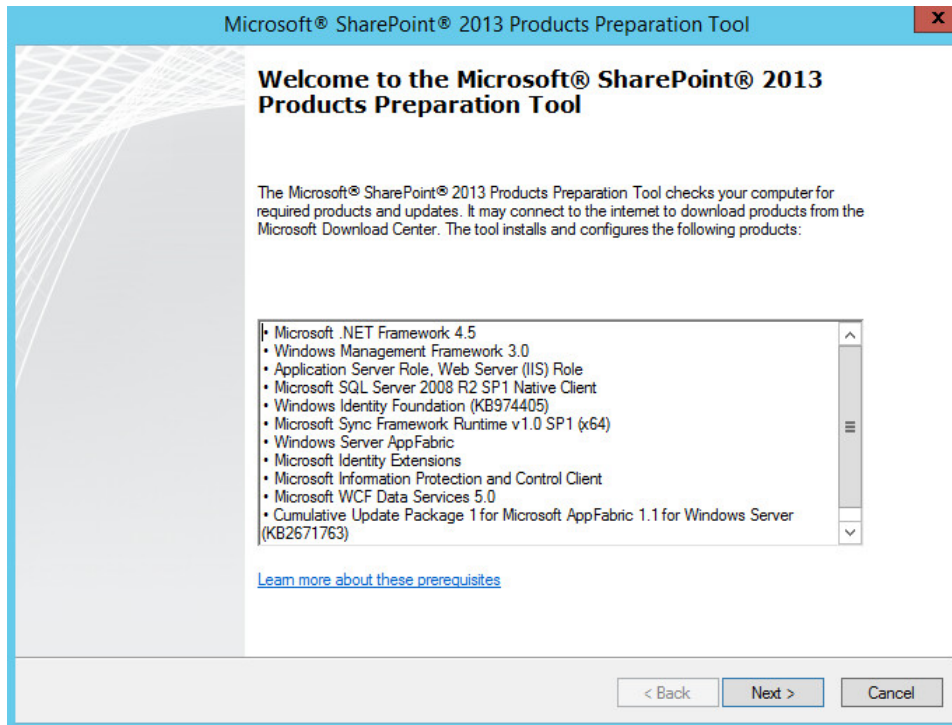 Microsoft® SharePoint® 2013 Products Preparation Tool
x
Welcome to the Microsoft® SharePoint® 2013
Products Preparation Tool
The Microsoft® SharePoint® 2013 Products Preparation Tool checks your computer for
required products and updates. It may connect to the internet to download products from the
Microsoft Download Center. The tool installs and configures the following products:
• Microsoft .NET Framework 4.5
• Windows Management Framework 3.0
• Application Server Role, Web Server (IIS) Role
• Microsoft SQL Server 2008 R2 SP1 Native Client
• Windows Identity Foundation (KB974405)
• Microsoft Sync Framework Runtime v1.0 SP1 (x64)
• Windows Server AppFabric
• Microsoft Identity Extensions
• Microsoft Information Protection and Control Client
• Microsoft WCF Data Services 5.0
• Cumulative Update Package 1 for Microsoft AppFabric 1.1 for Windows Server
(KB2671763)
Learn more about these prerequisites
< Back Next > Cancel